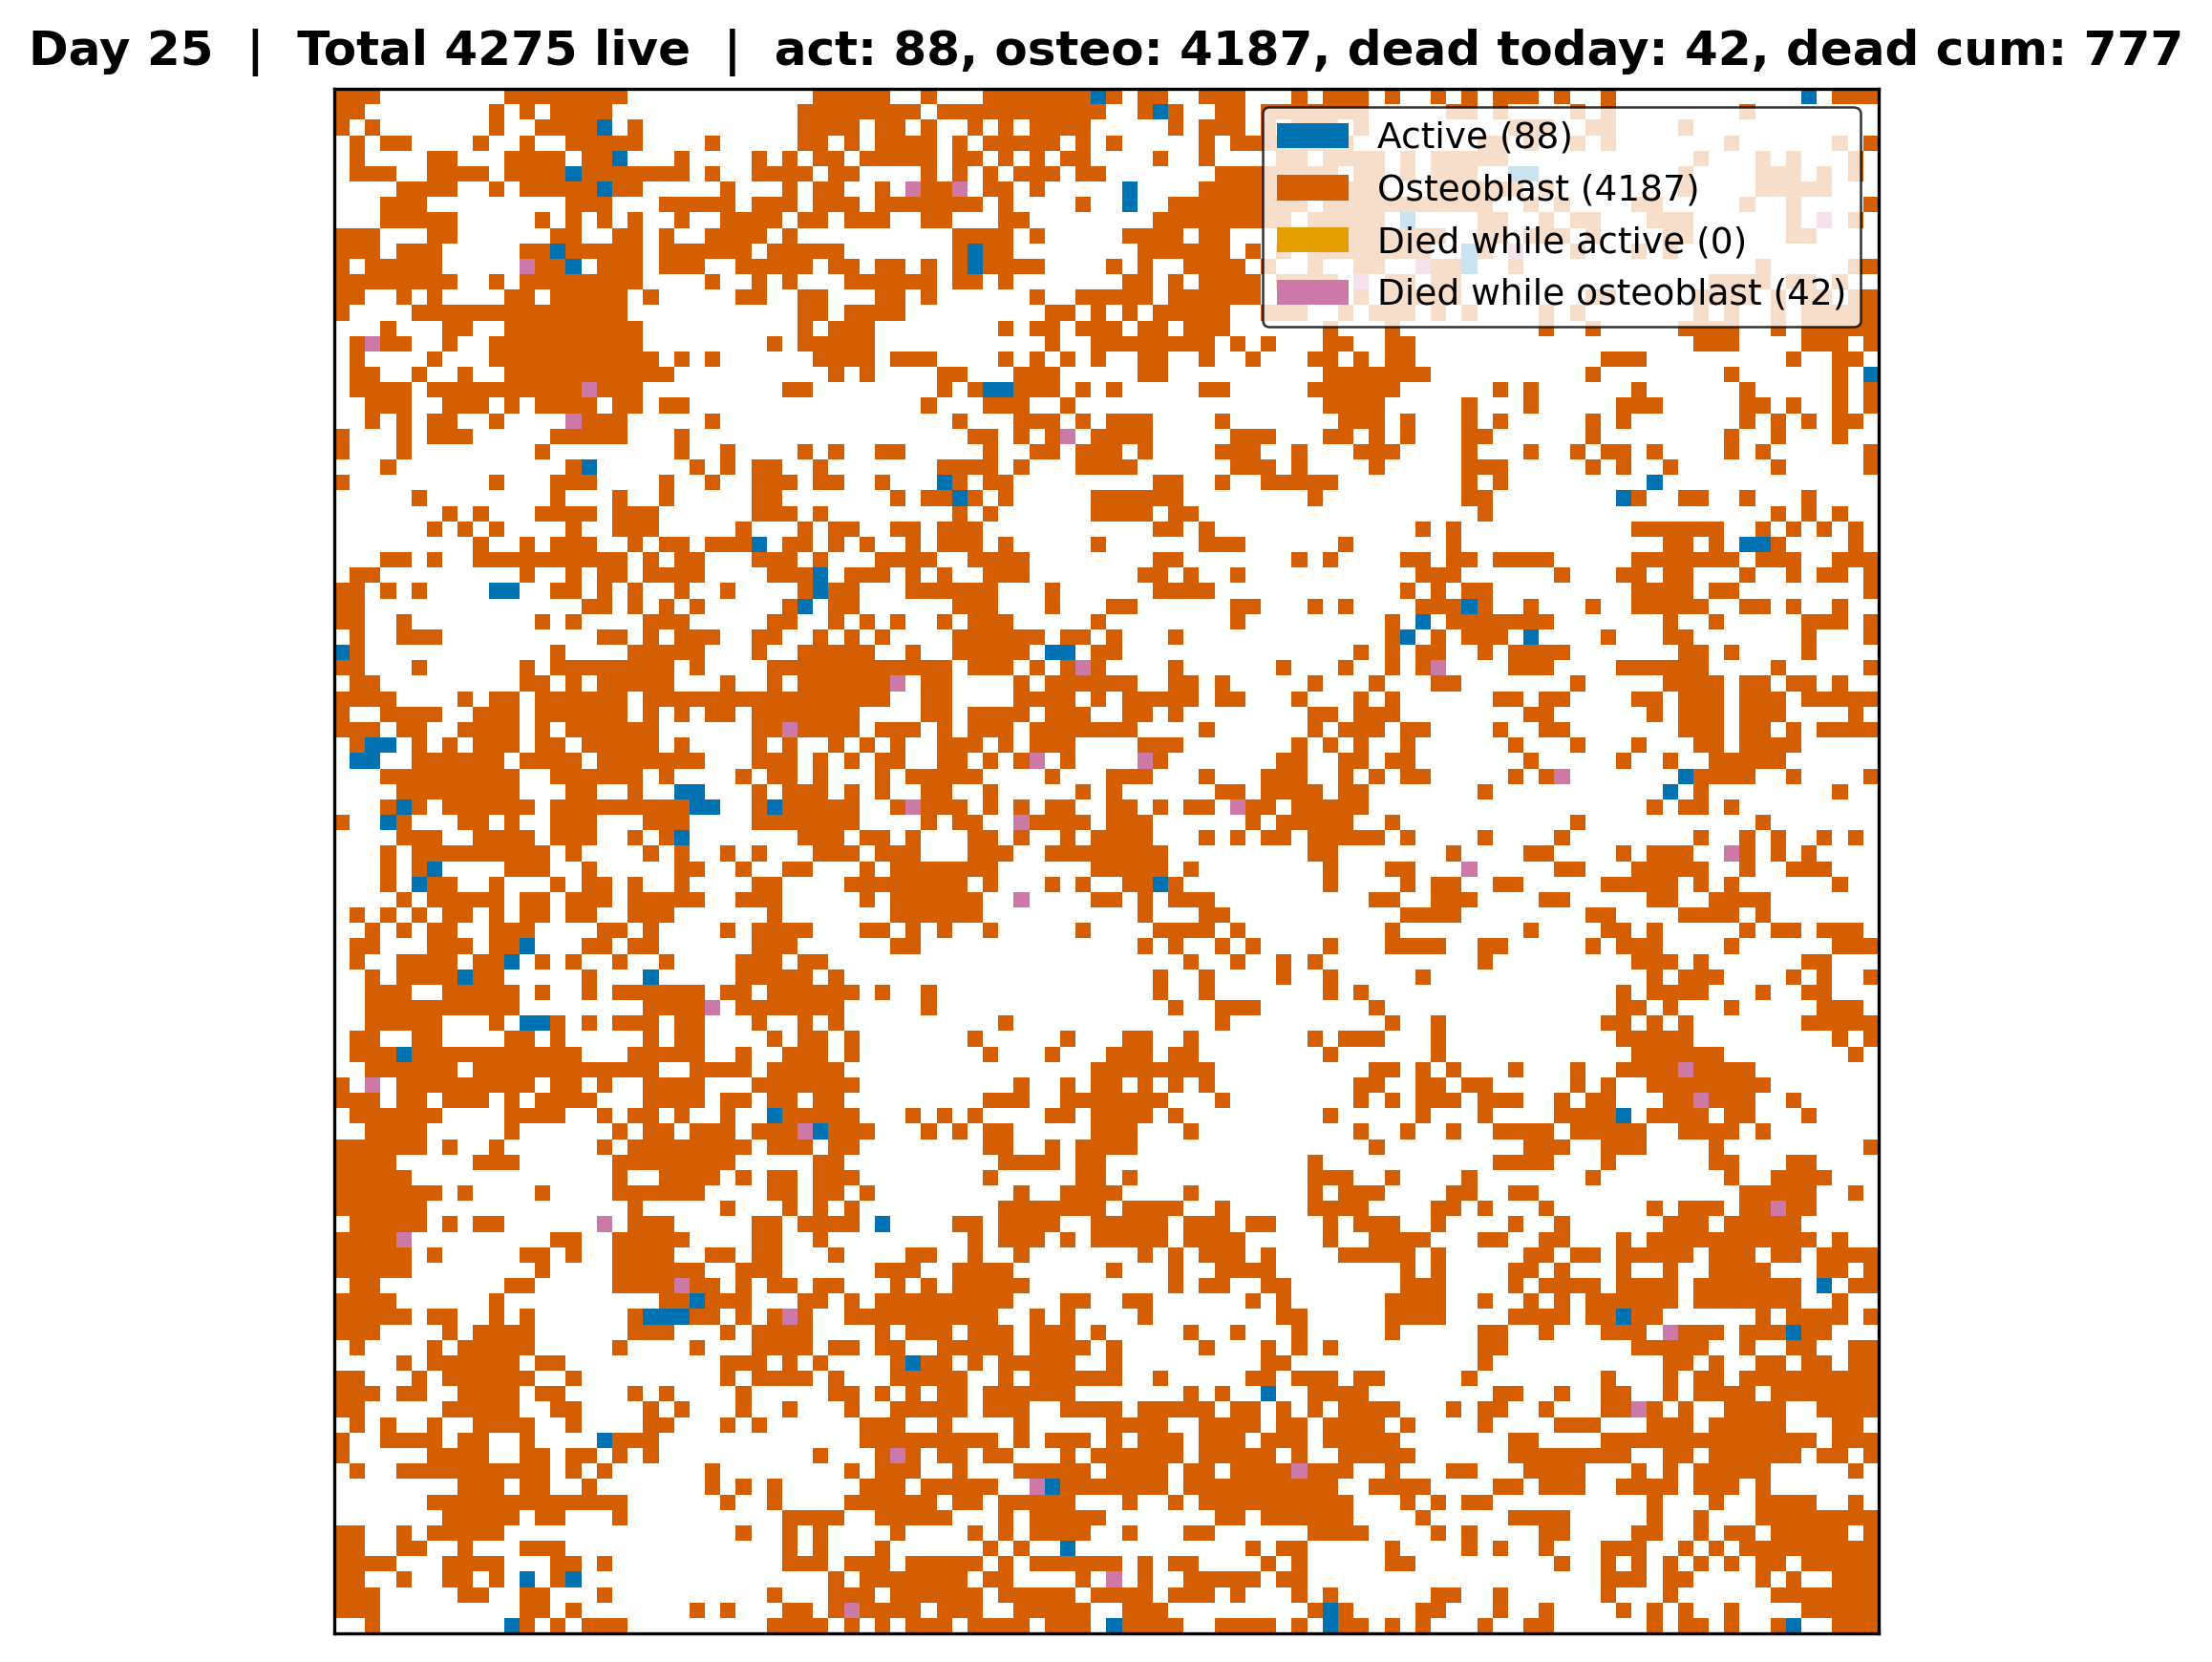 Day 25 | Total 4275 live | act: 88, osteo: 4187, dead today: 42, dead cum: 777
Active (88)
Osteoblast (4187)
Died while active (0)
Died while osteoblast (42)